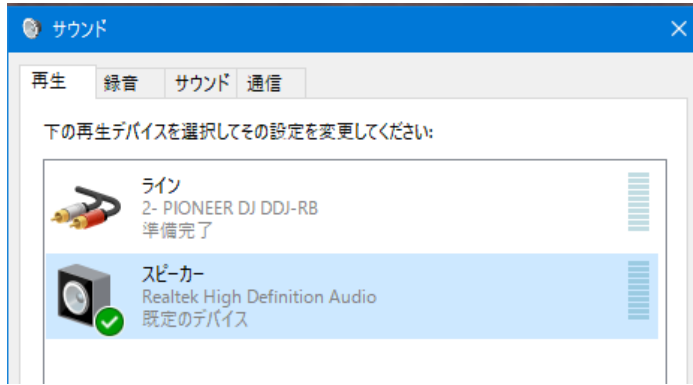 サウンド
再生 録音 サウンド 通信
下の再生デバイスを選択してその設定を変更してください:
ライン
2- PIONEER DJ DDJ-RB
準備完了
スピーカー
Realtek High Definition Audio
既定のデバイス